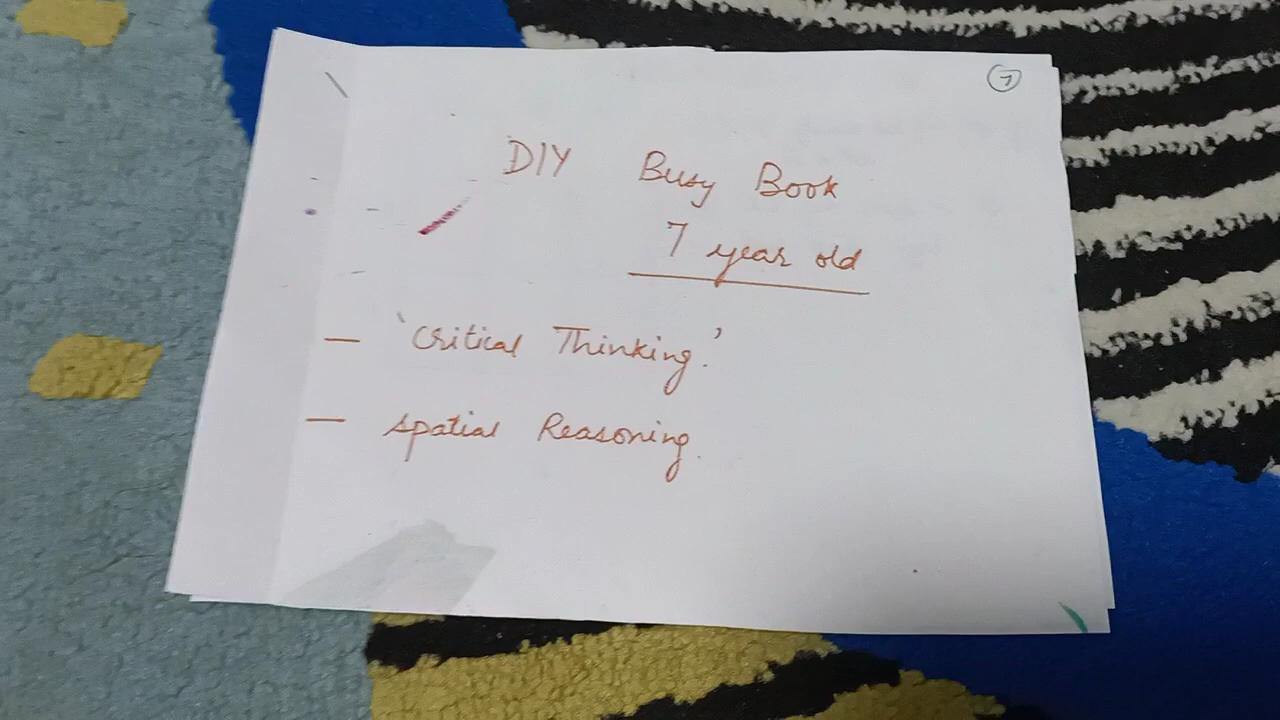 7
DIY Busy Book
7 year old
— 'Critical Thinking.'
— Spatial Reasoning.